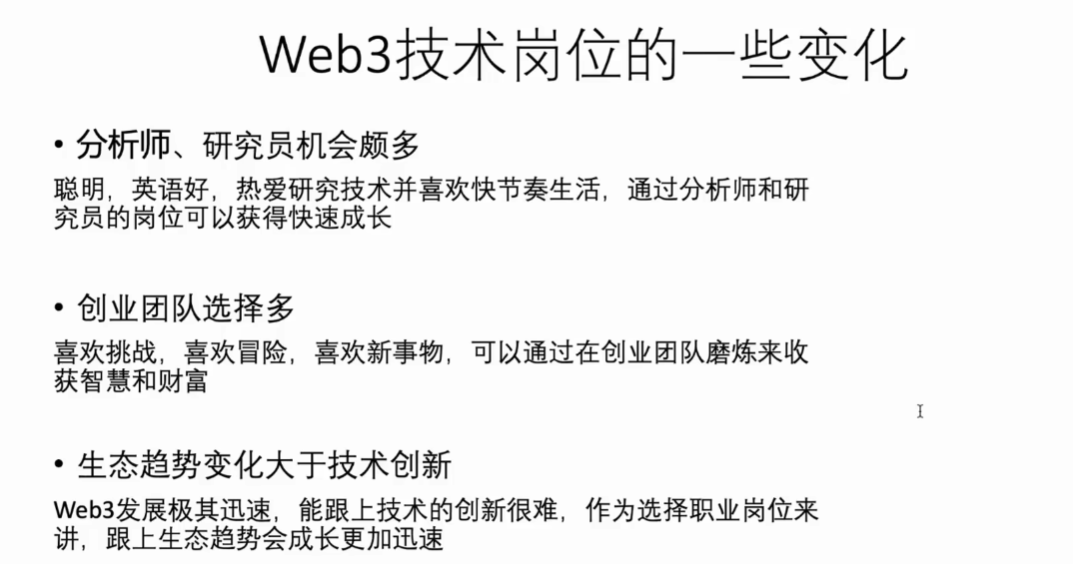 Web3技术岗位的一些变化
• 分析师、研究员机会颇多
聪明，英语好，热爱研究技术并喜欢快节奏生活，通过分析师和研
究员的岗位可以获得快速成长
• 创业团队选择多
喜欢挑战，喜欢冒险，喜欢新事物，可以通过在创业团队磨炼来收
获智慧和财富
• 生态趋势变化大于技术创新
Web3发展极其迅速，能跟上技术的创新很难，作为选择职业岗位来
讲，跟上生态趋势会成长更加迅速